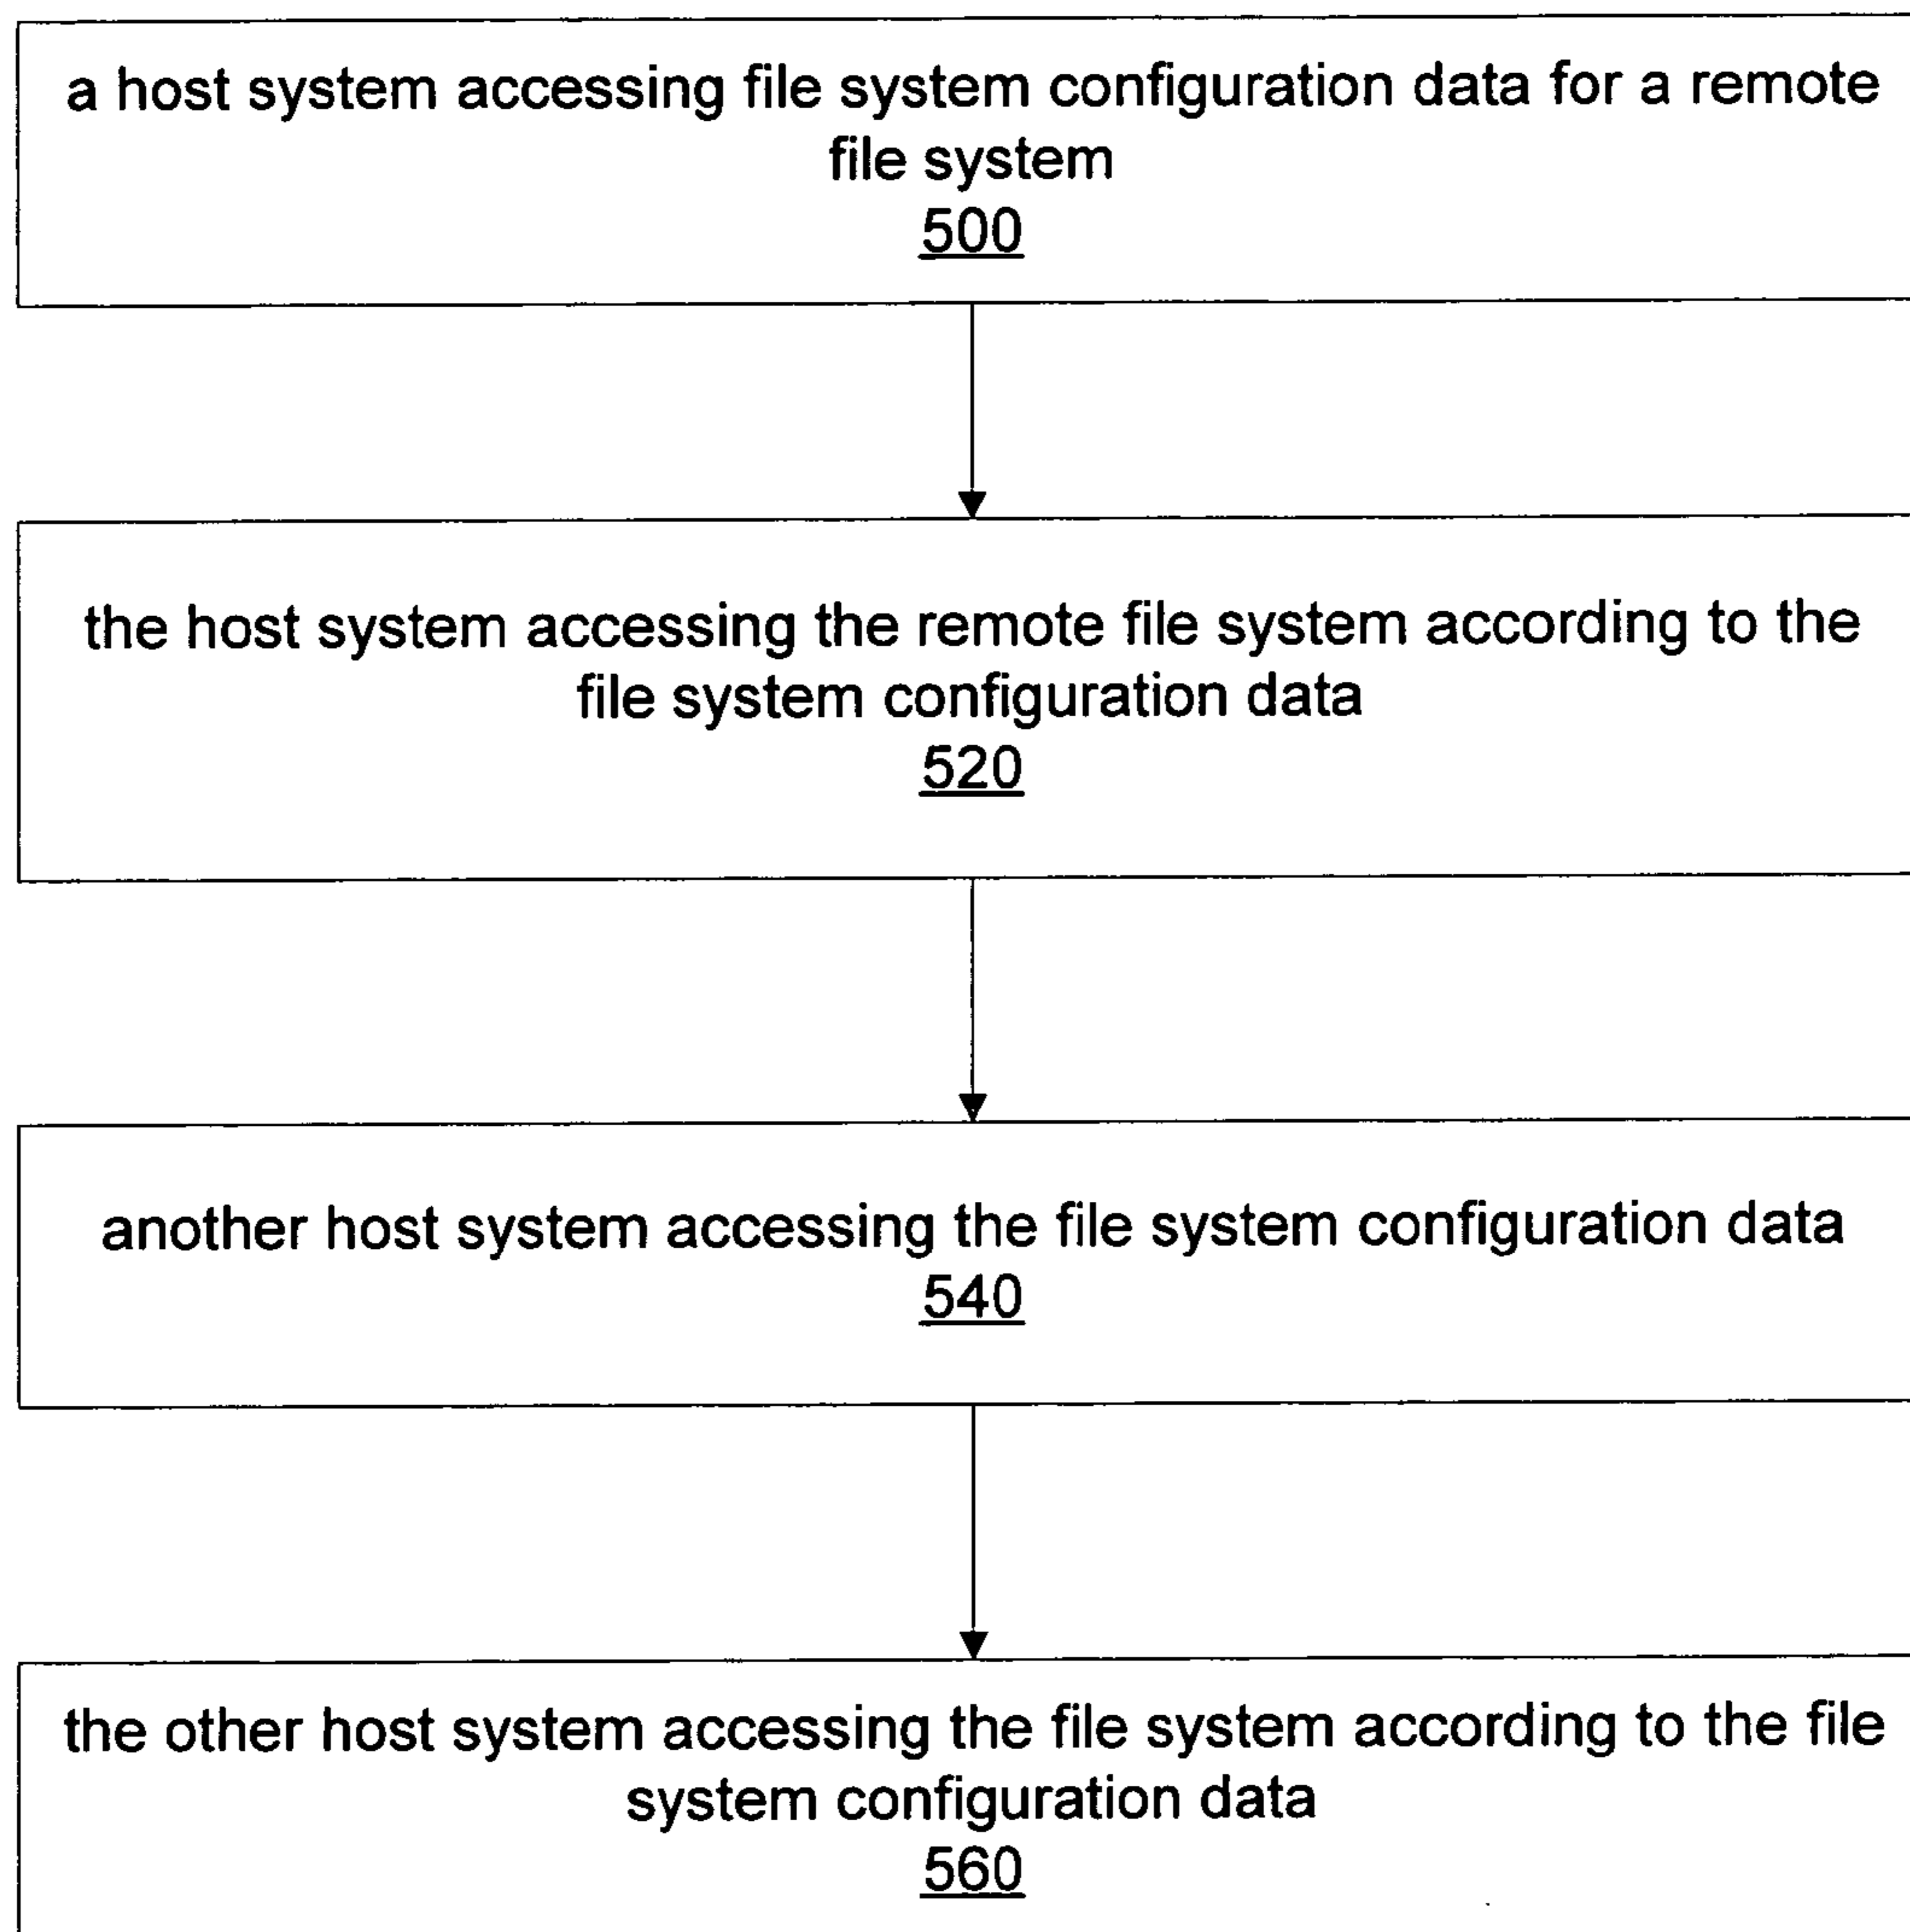 a host system accessing file system configuration data for a remote
file system
500
the host system accessing the remote file system according to the
file system configuration data
520
another host system accessing the file system configuration data
540
the other host system accessing the file system according to the file
system configuration data
560